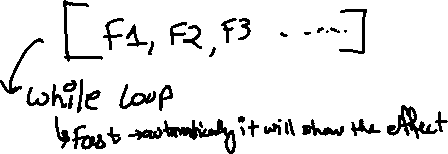 [F1, F2, F3 ......]
while loop
↳ Fast → automatically it will show the effect